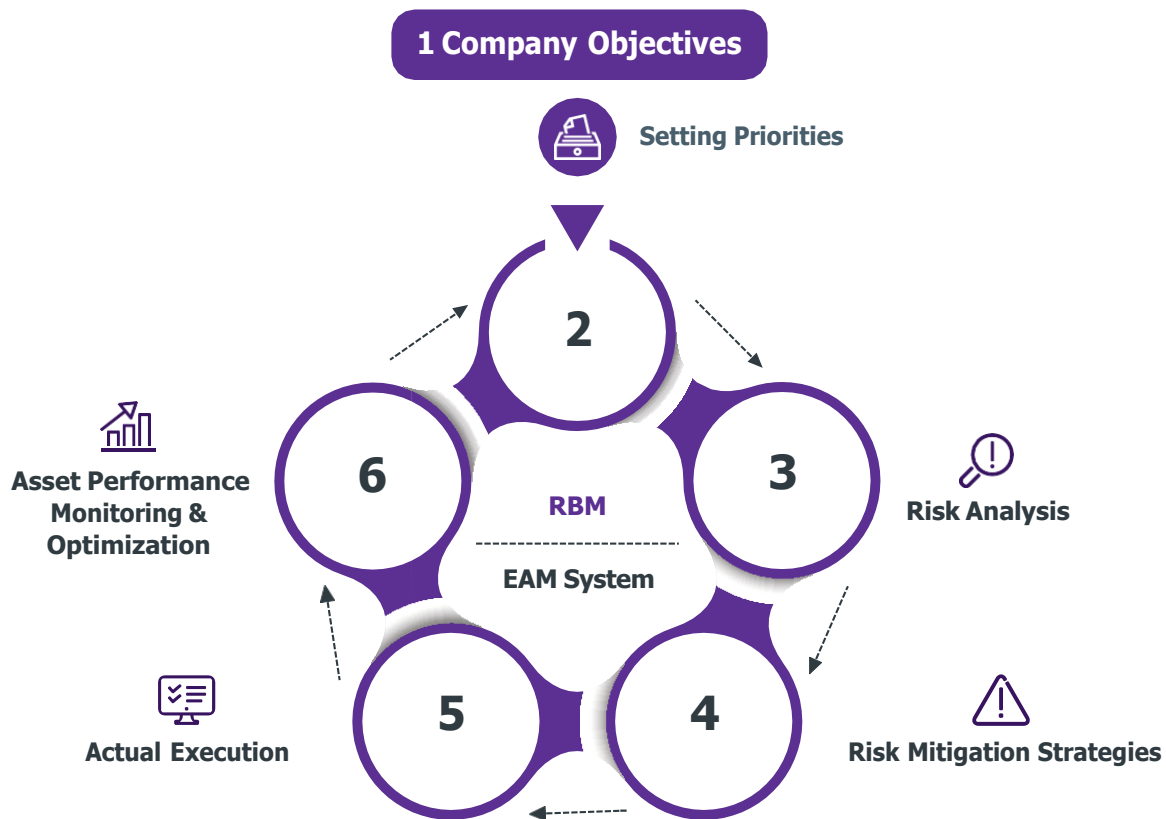 1 Company Objectives
Setting Priorities
2
3
Risk Analysis
4
Risk Mitigation Strategies
5
Actual Execution
6
Asset Performance
Monitoring &
Optimization
RBM
EAM System